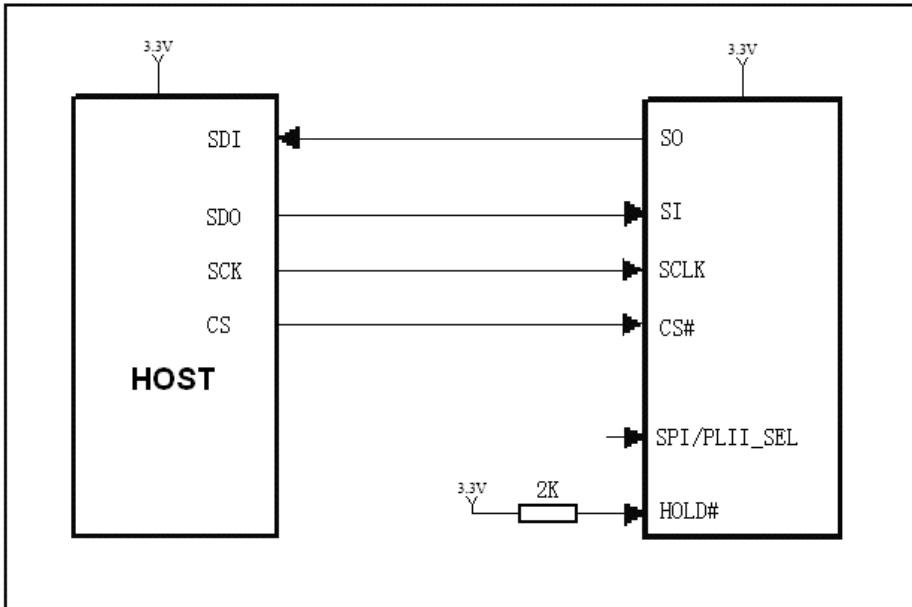 3.3V
3.3V
SDI
SO
SDO
SI
SCK
SCLK
CS
CS#
HOST
SPI/PLII_SEL
3.3V
2K
HOLD#